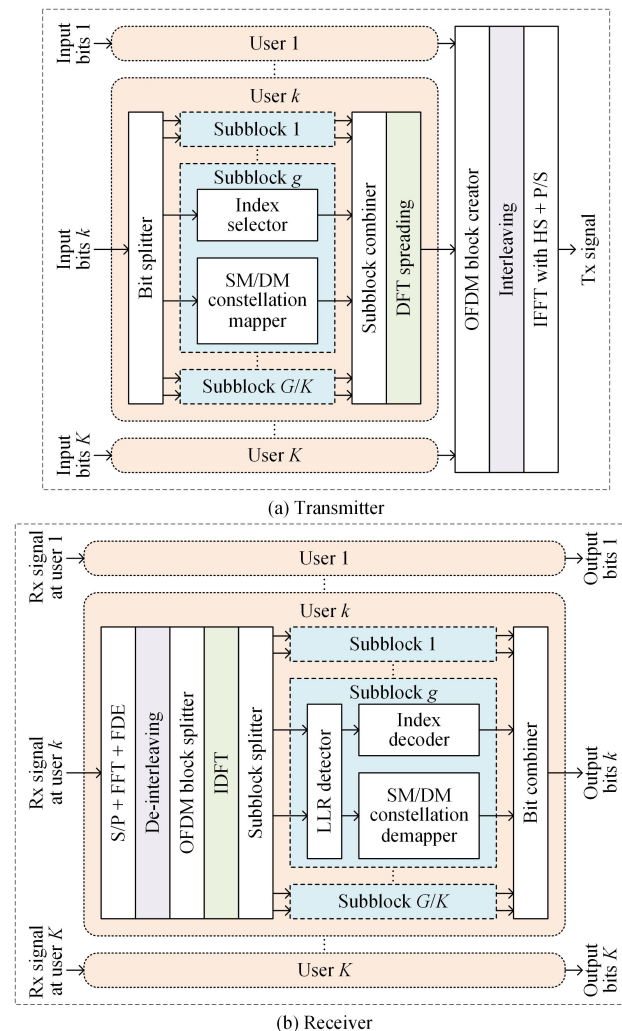 Input bits 1
User 1
User k
Input bits k
Bit splitter
Subblock 1
Subblock g
Index selector
SM/DM constellation mapper
Subblock G/K
Subblock combiner
DFT spreading
OFDM block creator
Interleaving
IFFT with HS + P/S
Tx signal
Input bits K
User K
(a) Transmitter
Rx signal at user 1
User 1
Output bits 1
User k
Rx signal at user k
S/P + FFT + FDE
De-interleaving
OFDM block splitter
IDFT
Subblock splitter
Subblock 1
Subblock g
LLR detector
Index decoder
SM/DM constellation demapper
Subblock G/K
Bit combiner
Output bits k
Rx signal at user K
User K
Output bits K
(b) Receiver